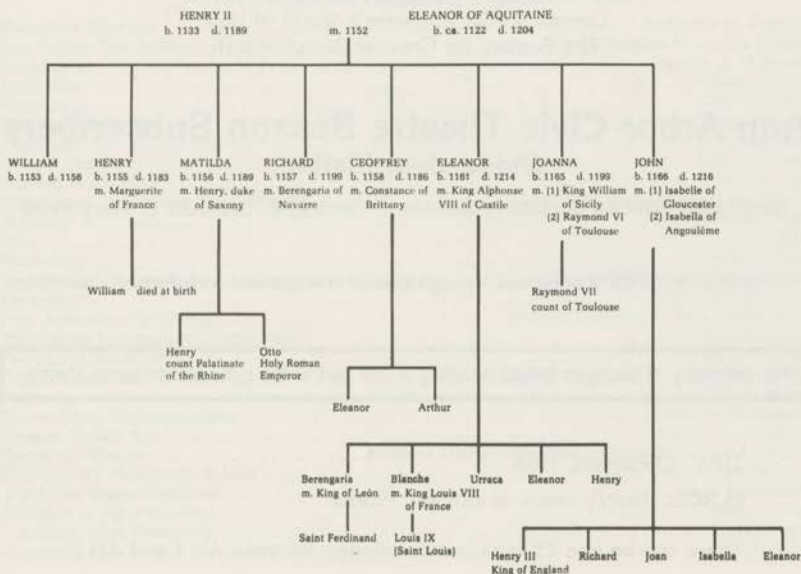 HENRY II
b. 1133 d. 1189
m. 1152
ELEANOR OF AQUITAINE
b. ca. 1122 d. 1204
WILLIAM
b. 1153 d. 1156
HENRY
b. 1155 d. 1183
m. Marguerite
of France
MATILDA
b. 1156 d. 1189
m. Henry, duke
of Saxony
RICHARD
b. 1157 d. 1199
m. Berengaria of
Navarre
GEOFFREY
b. 1158 d. 1186
m. Constance of
Brittany
ELEANOR
b. 1161 d. 1214
m. King Alphonse
VIII of Castile
JOANNA
b. 1165 d. 1199
m. (1) King William
of Sicily
(2) Raymond VI
of Toulouse
JOHN
b. 1166 d. 1216
m. (1) Isabelle of
Gloucester
(2) Isabella of
Angoulême
William died at birth
Raymond VII
count of Toulouse
Henry
count Palatinate
of the Rhine
Otto
Holy Roman
Emperor
Eleanor
Arthur
Berengaria
m. King of León
Blanche
m. King Louis VIII
of France
Urraca
Eleanor
Henry
Saint Ferdinand
Louis IX
(Saint Louis)
Henry III
King of England
Richard
Joan
Isabella
Eleanor